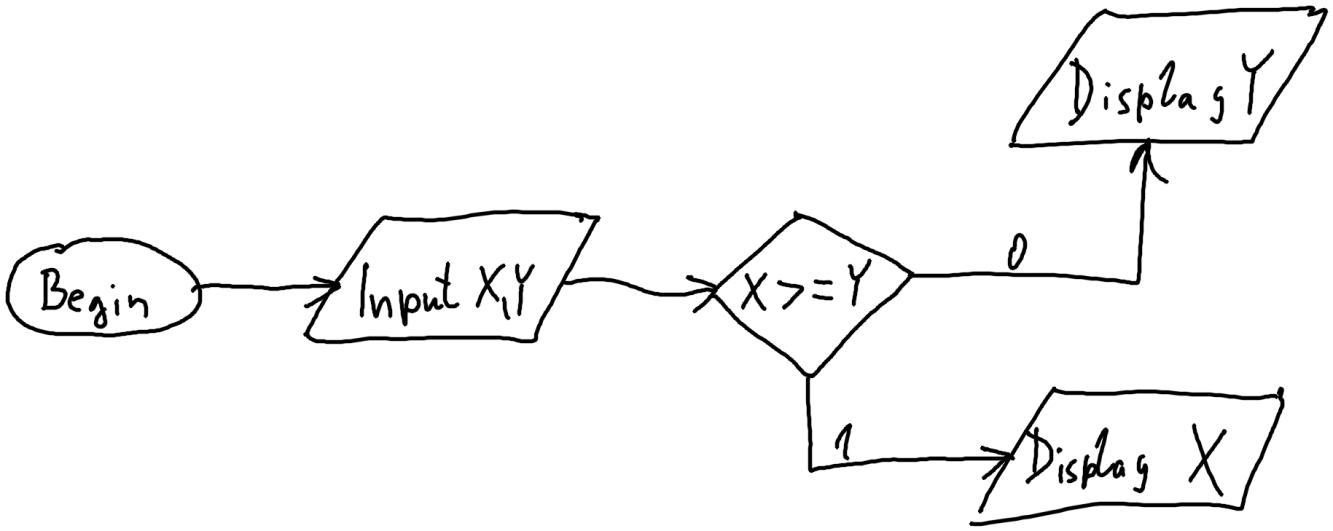 Display Y
Begin
Input X,Y
X >= Y
0
1
Display X